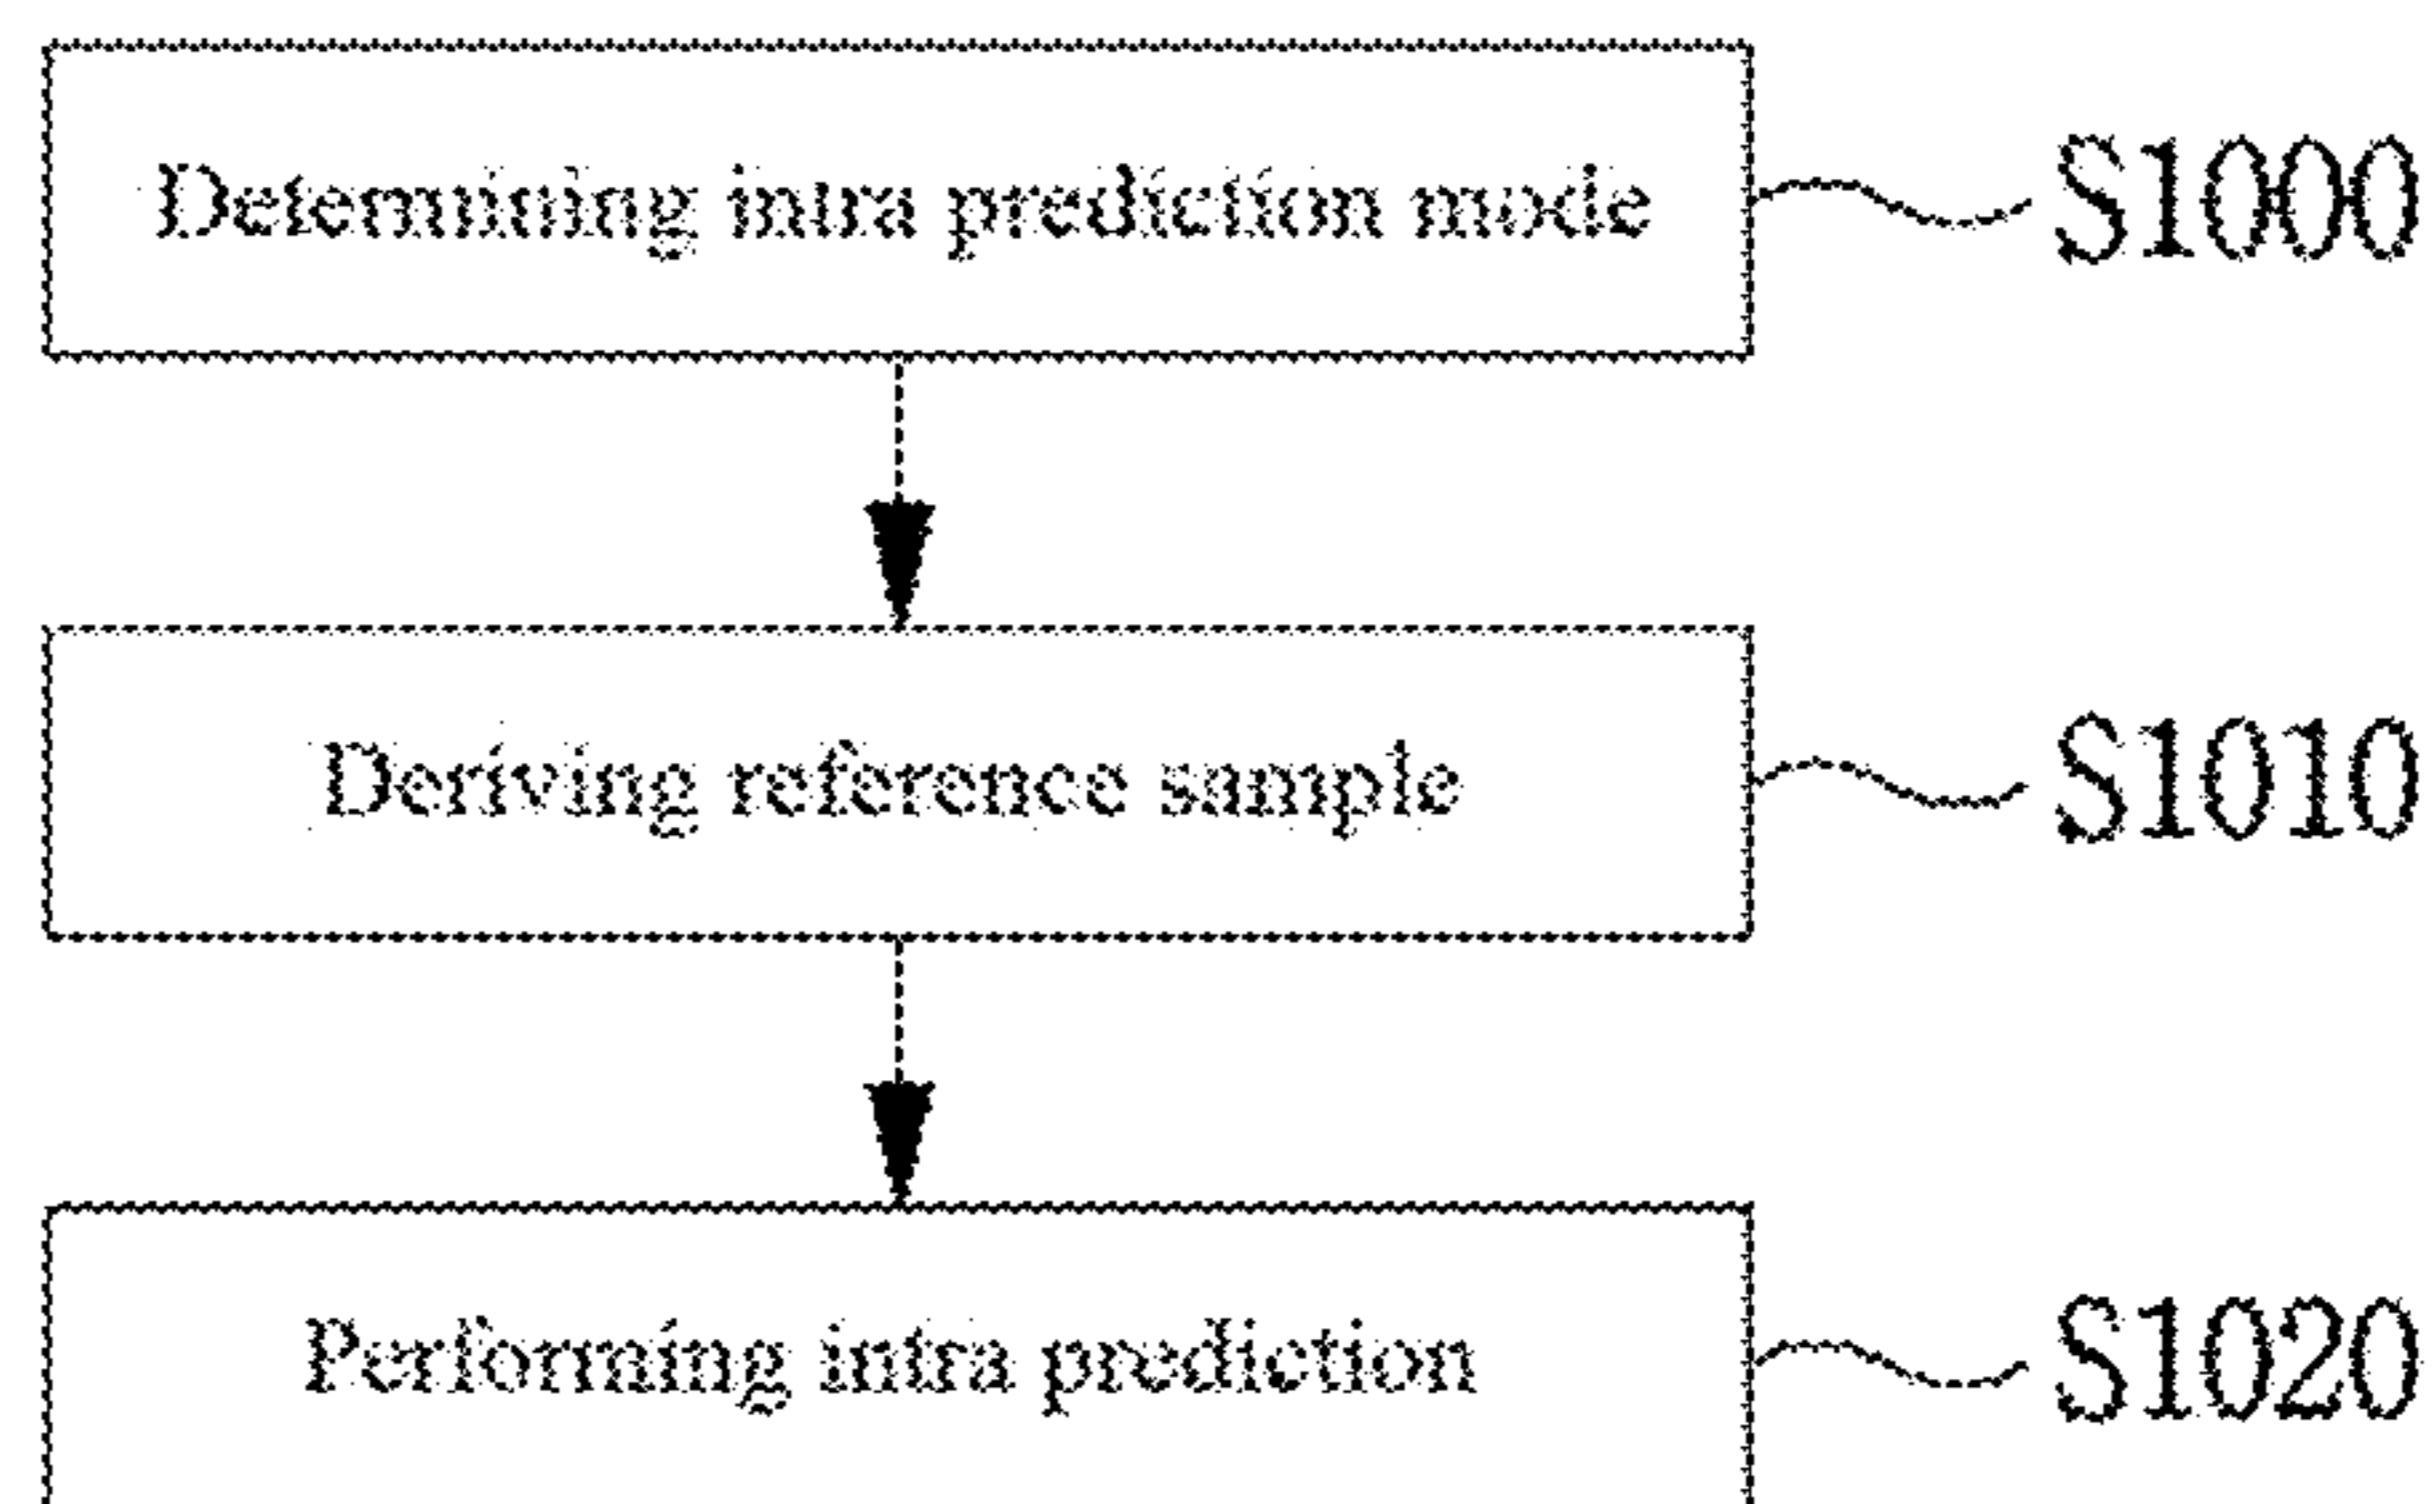 Determining intra prediction mode S1000
Deriving reference sample S1010
Performing intra prediction S1020